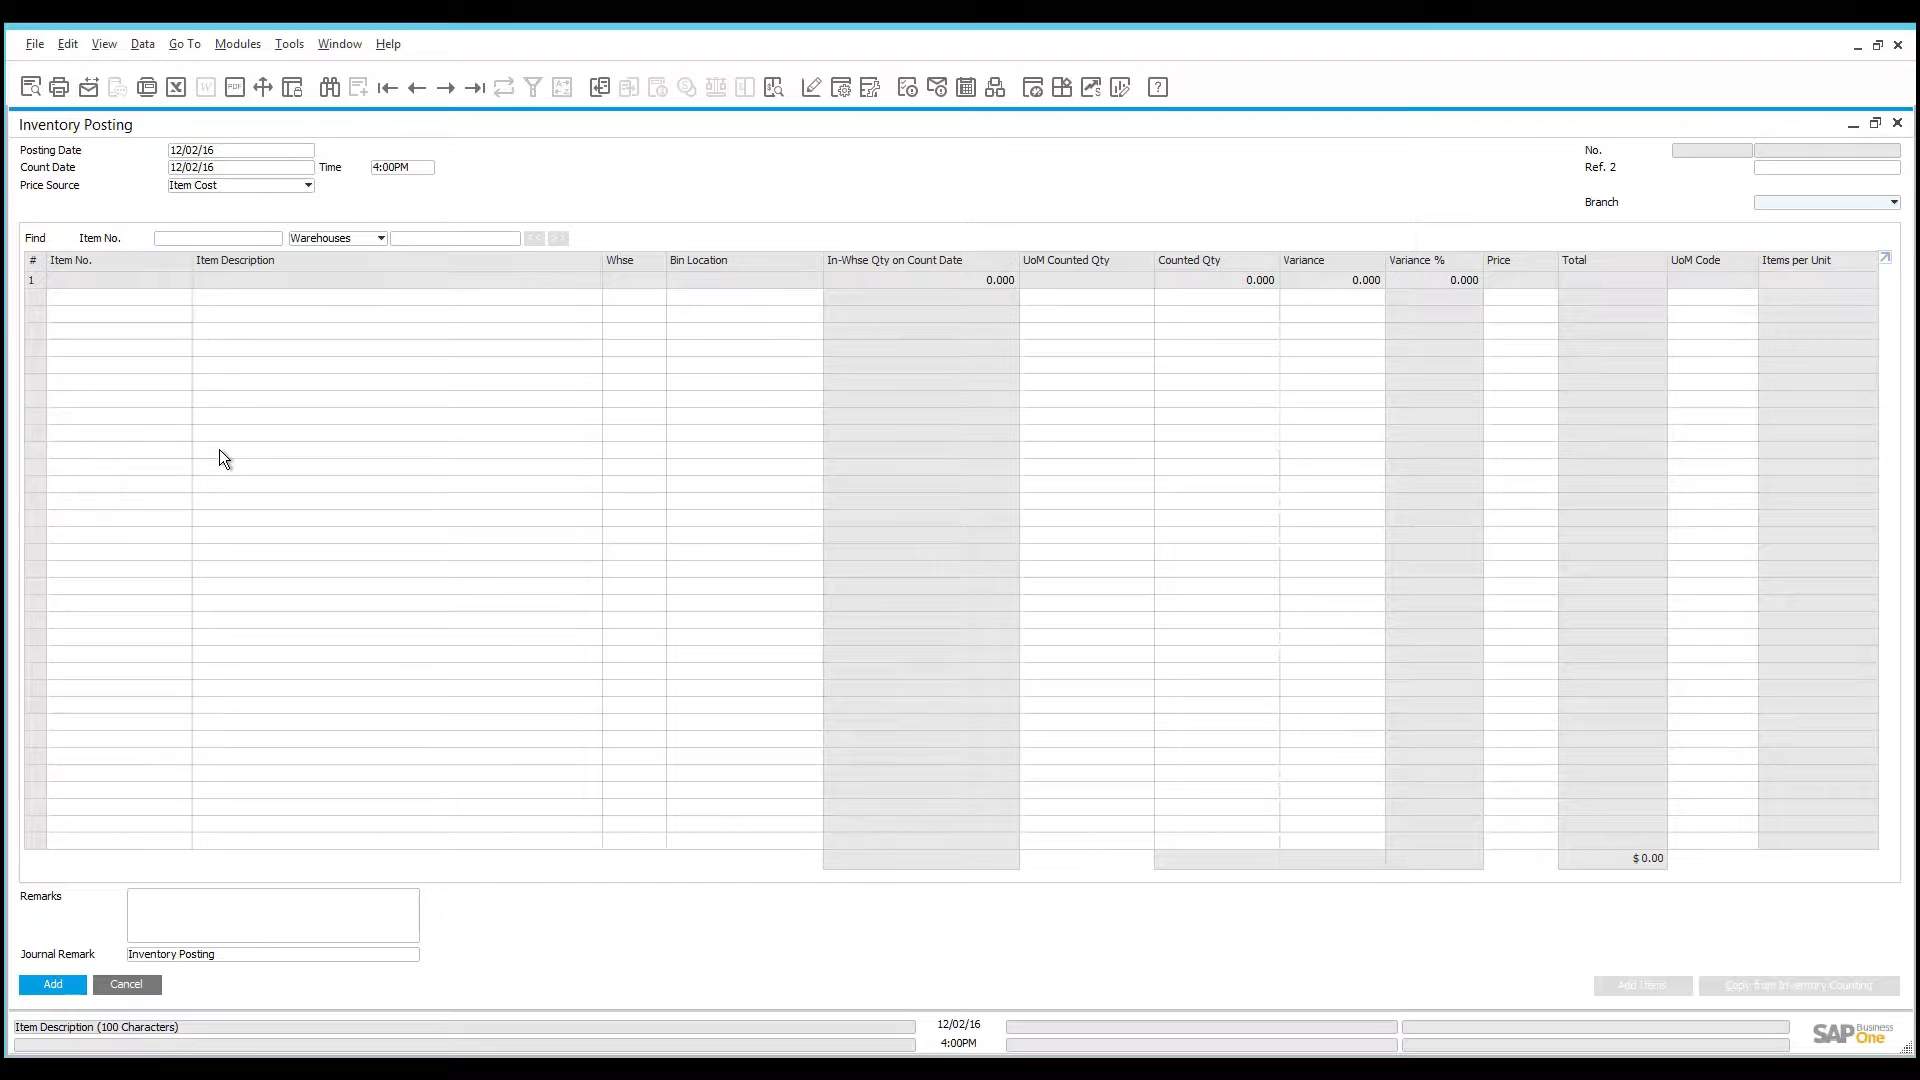 File Edit View Data Go To Modules Tools Window Help
Inventory Posting
Posting Date 12/02/16 No.
Count Date 12/02/16 Time 4:00PM Ref. 2
Price Source Item Cost
Branch
Find Item No. Warehouses << >>
# Item No. Item Description Whse Bin Location In-Whse Qty on Count Date UoM Counted Qty Counted Qty Variance Variance % Price Total UoM Code Items per Unit
1 0.000 0.000 0.000 0.000
$ 0.00
Remarks
Journal Remark Inventory Posting
Add Cancel Add Items Copy from Inventory Counting
Item Description (100 Characters) 12/02/16
4:00PM
SAP Business One